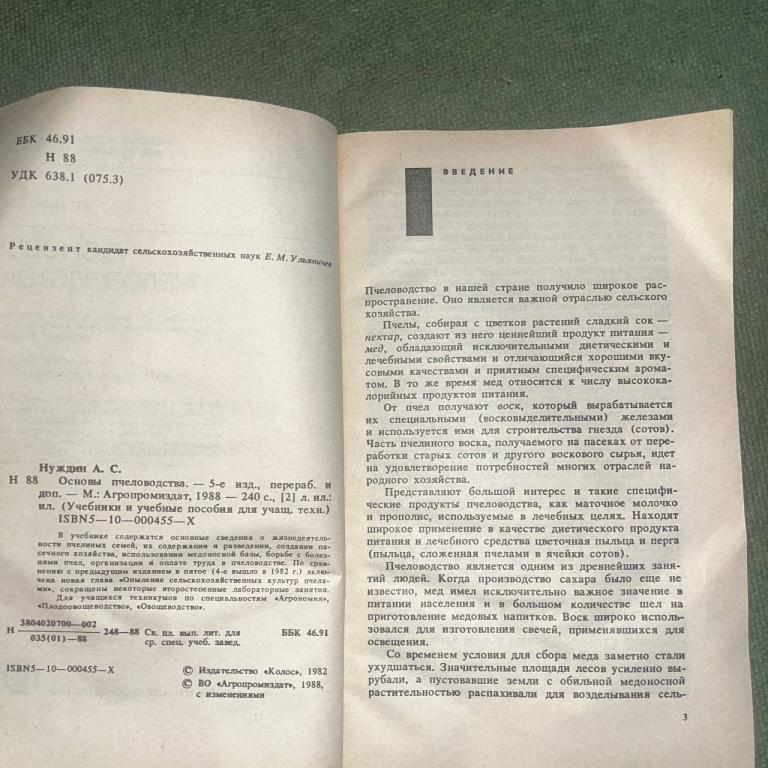 ББК 46.91
Н 88
УДК 638.1 (075.3)
Рецензент кандидат сельскохозяйственных наук Е. М. Ульяничев
Нуждин А. С.
Н 88 Основы пчеловодства. — 5-е изд., перераб. и
доп. — М.: Агропромиздат, 1988 — 240 с., [2] л. ил.:
ил. (Учебники и учебные пособия для учащ. техн.)
ISBN5—10—000455—X
В учебнике содержатся основные сведения о жизнедеятель-
ности пчелиных семей, их содержании и разведении, создании па-
сечного хозяйства, использовании медоносной базы, борьбе с болез-
нями пчел, организации и оплате труда в пчеловодстве. По срав-
нению с предыдущим изданием в пятое (4-е вышло в 1982 г.) вклю-
чена новая глава «Опыление сельскохозяйственных культур пчела-
ми», сокращены некоторые второстепенные лабораторные занятия.
Для учащихся техникумов по специальностям «Агрономия»,
«Плодоовощеводство», «Овощеводство».
Н 3804020700—002
035(01)—88
248—88 Св. пл. вып. лит. для
ср. спец. учеб. завед.
ББК 46.91
ISBN5—10—000455—X
© Издательство «Колос», 1982
© ВО «Агропромиздат», 1988,
с изменениями
ВВЕДЕНИЕ
Пчеловодство в нашей стране получило широкое рас-
пространение. Оно является важной отраслью сельского
хозяйства.
Пчелы, собирая с цветков растений сладкий сок —
нектар, создают из него ценнейший продукт питания —
мед, обладающий исключительными диетическими и
лечебными свойствами и отличающийся хорошими вку-
совыми качествами и приятным специфическим арома-
том. В то же время мед относится к числу высокока-
лорийных продуктов питания.
От пчел получают воск, который вырабатывается
их специальными (восковыделительными) железами
и используется ими для строительства гнезда (сотов).
Часть пчелиного воска, получаемого на пасеках от пере-
работки старых сотов и другого воскового сырья, идет
на удовлетворение потребностей многих отраслей на-
родного хозяйства.
Представляют большой интерес и такие специфи-
ческие продукты пчеловодства, как маточное молочко
и прополис, используемые в лечебных целях. Находят
широкое применение в качестве диетического продукта
питания и лечебного средства цветочная пыльца и перга
(пыльца, сложенная пчелами в ячейки сотов).
Пчеловодство является одним из древнейших заня-
тий людей. Когда производство сахара было еще не
известно, мед имел исключительно важное значение в
питании населения и в большом количестве шел на
приготовление медовых напитков. Воск широко исполь-
зовался для изготовления свечей, применявшихся для
освещения.
Со временем условия для сбора меда заметно стали
ухудшаться. Значительные площади лесов усиленно вы-
рубали, а пустовавшие земли с обильной медоносной
растительностью распахивали для возделывания сель-
3